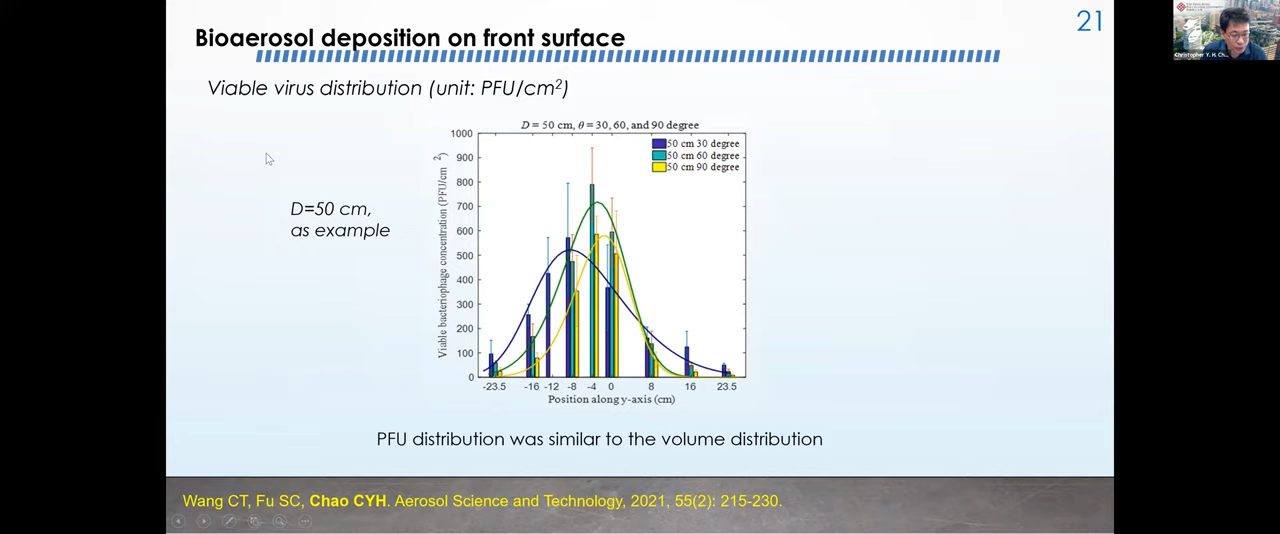 21
Bioaerosol deposition on front surface
Viable virus distribution (unit: PFU/cm²)
D=50 cm,
as example
D = 50 cm, θ = 30, 60, and 90 degree
50 cm 30 degree
50 cm 60 degree
50 cm 90 degree
Viable bacteriophage concentration (PFU/cm ²)
1000
900
800
700
600
500
400
300
200
100
0
-23.5 -16 -12 -8 -4 0 8 16 23.5
Position along y-axis (cm)
PFU distribution was similar to the volume distribution
Wang CT, Fu SC, Chao CYH. Aerosol Science and Technology, 2021, 55(2): 215-230.
Christopher Y. H. Ch...